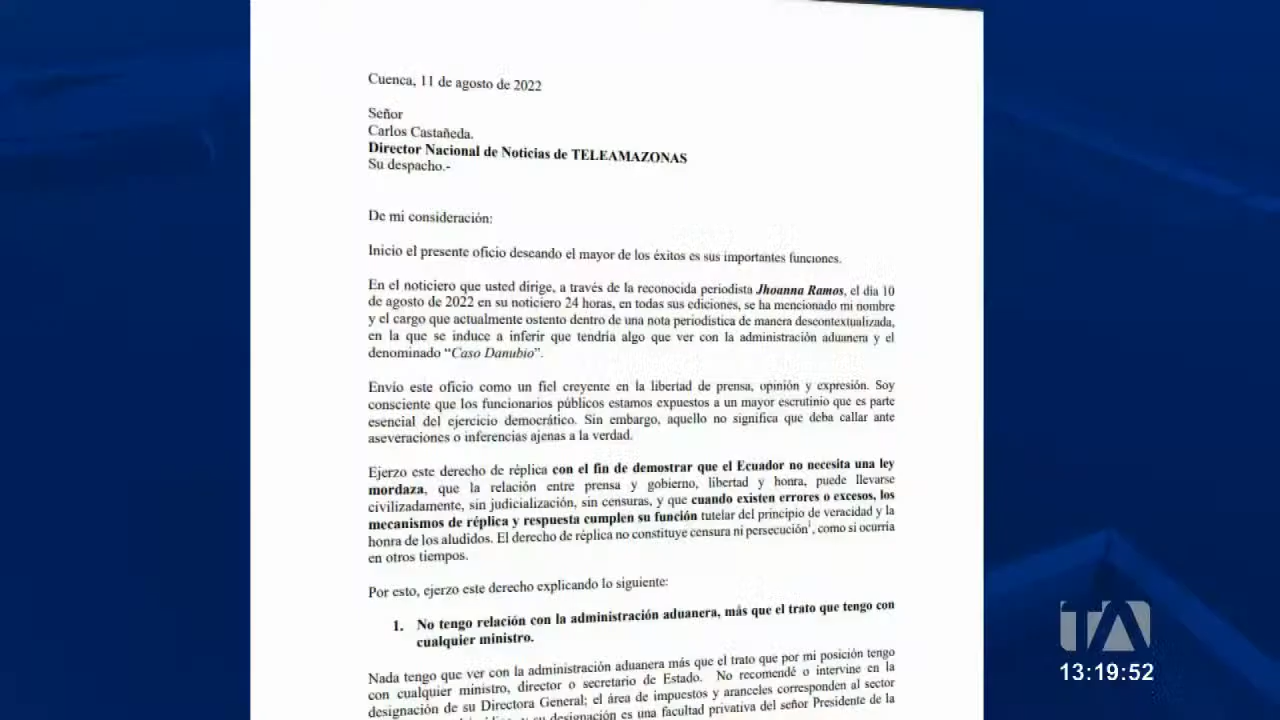 Cuenca, 11 de agosto de 2022
Señor
Carlos Castañeda.
Director Nacional de Noticias de TELEAMAZONAS
Su despacho.-
De mi consideración:
Inicio el presente oficio deseando el mayor de los éxitos es sus importantes funciones.
En el noticiero que usted dirige, a través de la reconocida periodista Jhoanna Ramos, el día 10
de agosto de 2022 en su noticiero 24 horas, en todas sus ediciones, se ha mencionado mi nombre
y el cargo que actualmente ostento dentro de una nota periodística de manera descontextualizada,
en la que se induce a inferir que tendría algo que ver con la administración aduanera y el
denominado “Caso Danubio”.
Envío este oficio como un fiel creyente en la libertad de prensa, opinión y expresión. Soy
consciente que los funcionarios públicos estamos expuestos a un mayor escrutinio que es parte
esencial del ejercicio democrático. Sin embargo, aquello no significa que deba callar ante
aseveraciones o inferencias ajenas a la verdad.
Ejerzo este derecho de réplica con el fin de demostrar que el Ecuador no necesita una ley
mordaza, que la relación entre prensa y gobierno, libertad y honra, puede llevarse
civilizadamente, sin judicialización, sin censuras, y que cuando existen errores o excesos, los
mecanismos de réplica y respuesta cumplen su función tutelar del principio de veracidad y la
honra de los aludidos. El derecho de réplica no constituye censura ni persecución¹, como si ocurría
en otros tiempos.
Por esto, ejerzo este derecho explicando lo siguiente:
1. No tengo relación con la administración aduanera, más que el trato que tengo con
cualquier ministro.
Nada tengo que ver con la administración aduanera más que el trato que por mi posición tengo
con cualquier ministro, director o secretario de Estado. No recomendé o intervine en la
designación de su Directora General; el área de impuestos y aranceles corresponden al sector
y su designación es una facultad privativa del señor Presidente de la
TA
13:19:52